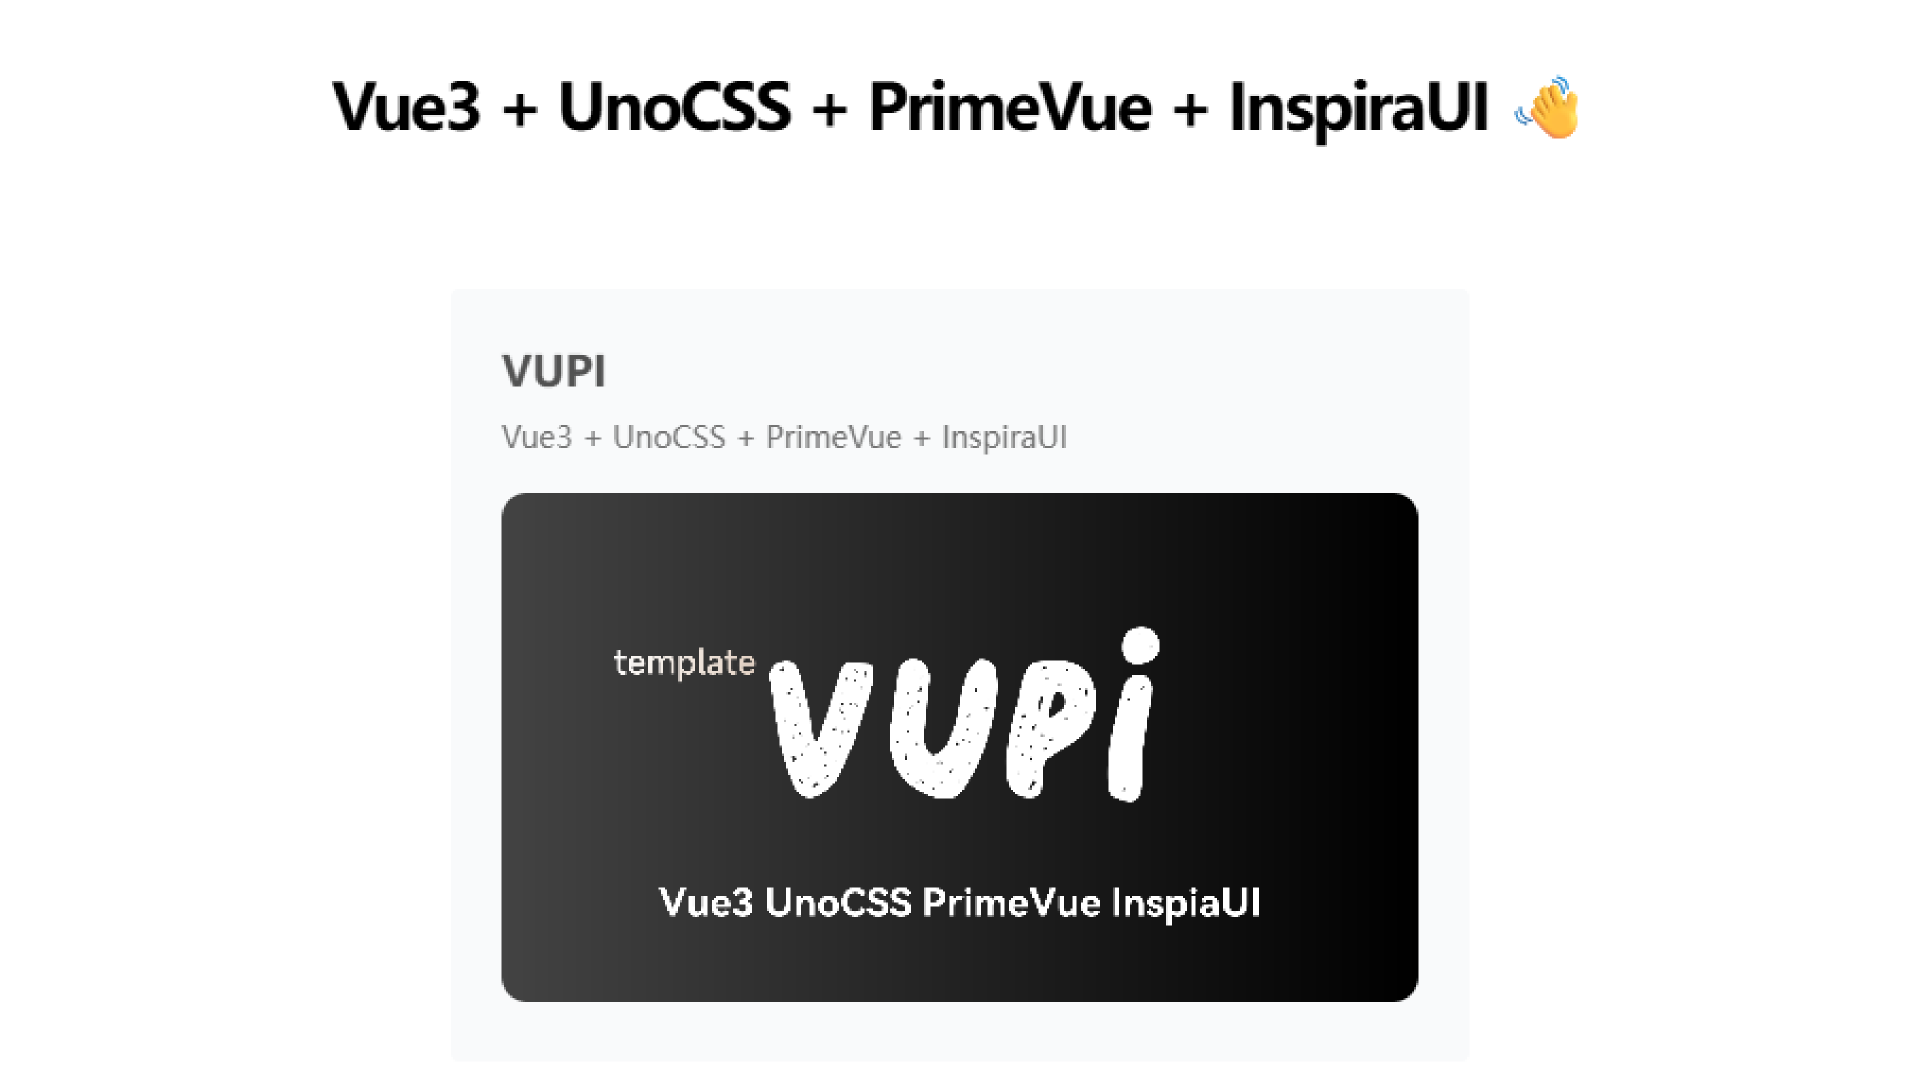 Vue3 + UnoCSS + PrimeVue + InspiraUI 👋
VUPI
Vue3 + UnoCSS + PrimeVue + InspiraUI
template
VUPi
Vue3 UnoCSS PrimeVue InspiaUI